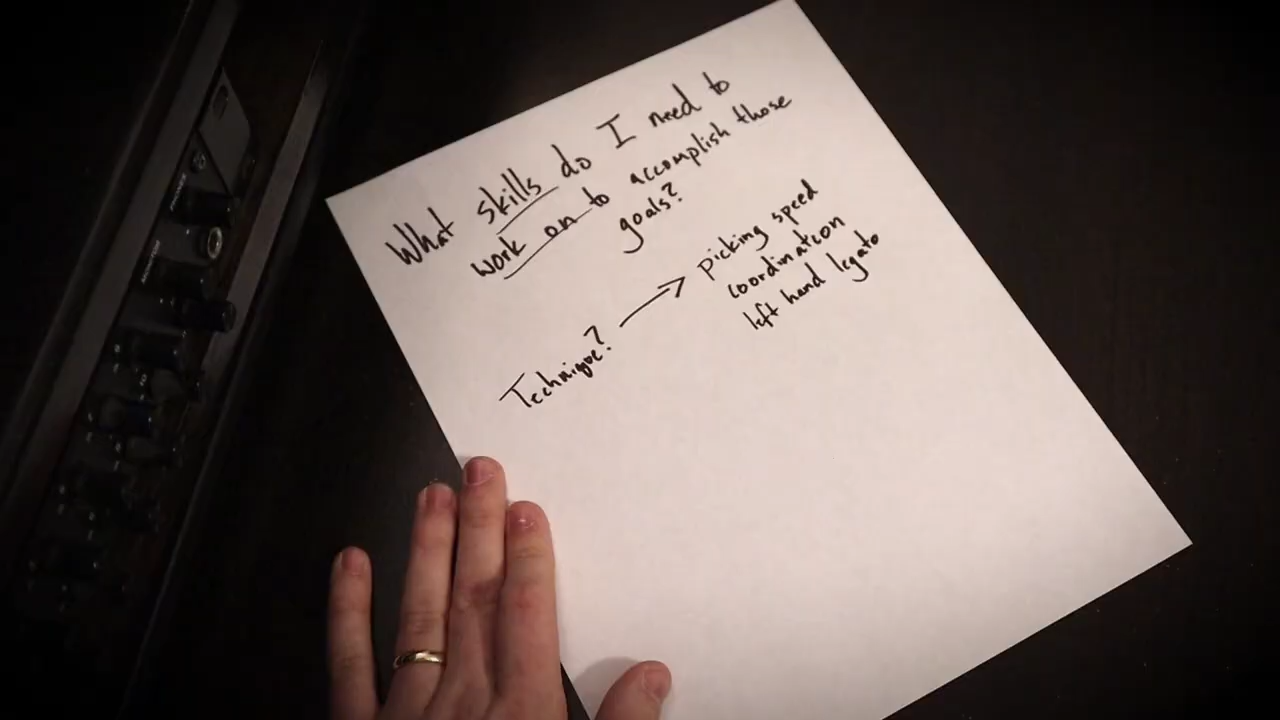 What skills do I need to
work on to accomplish those
goals?
Technique? → picking speed
coordination
left hand legato